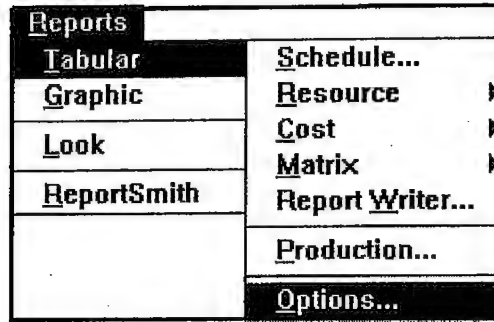 Reports
Tabular
Graphic
Look
ReportSmith
Schedule...
Resource
Cost
Matrix
Report Writer...
Production...
Options...